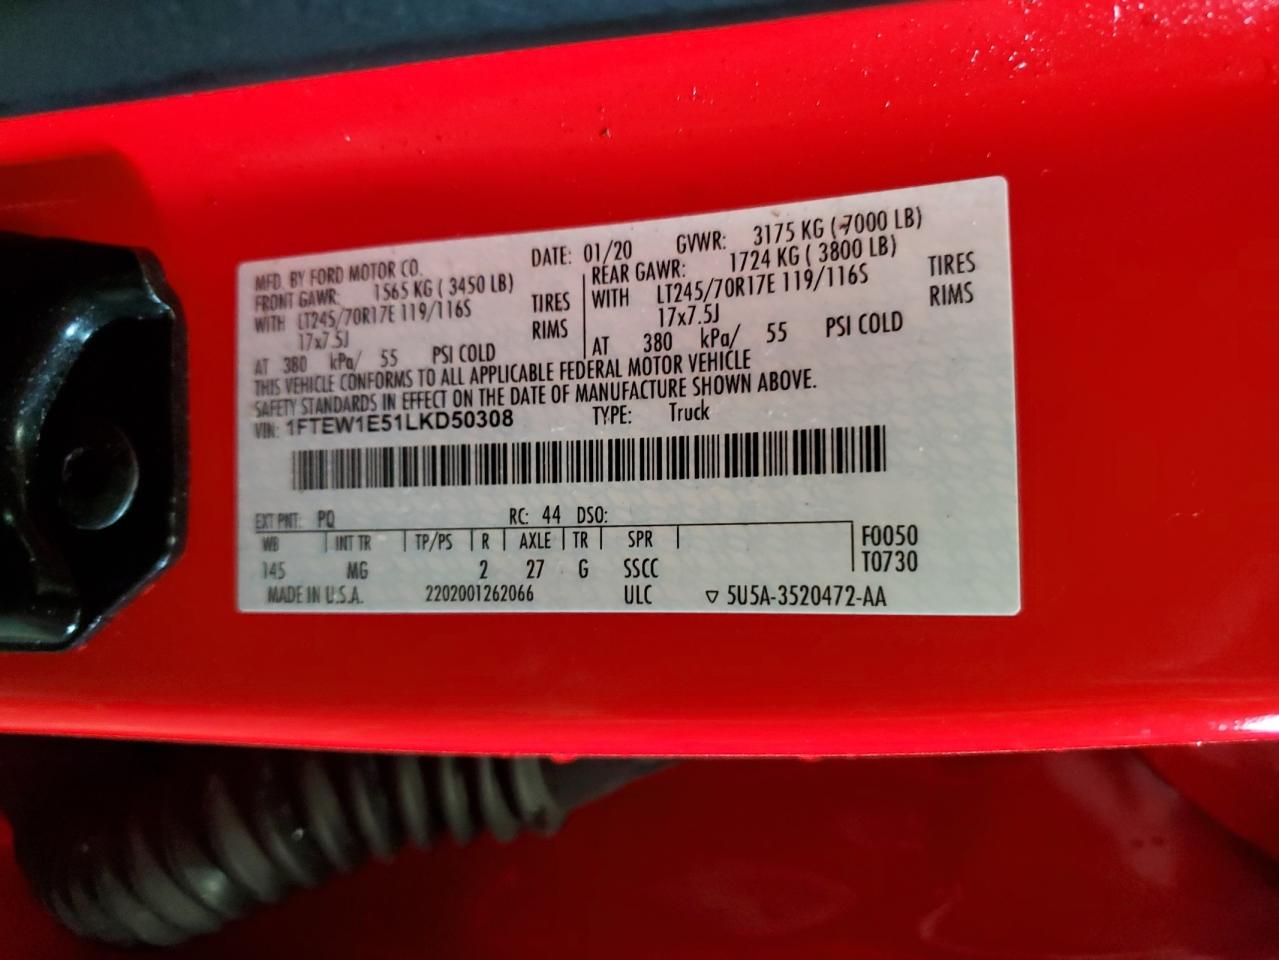 MFD. BY FORD MOTOR CO. DATE: 01/20 GVWR: 3175 KG ( 7000 LB)
FRONT GAWR: 1565 KG ( 3450 LB) REAR GAWR: 1724 KG ( 3800 LB)
WITH LT245/70R17E 119/116S TIRES WITH LT245/70R17E 119/116S TIRES
17x7.5J RIMS 17x7.5J RIMS
AT 380 kPa/ 55 PSI COLD AT 380 kPa/ 55 PSI COLD
THIS VEHICLE CONFORMS TO ALL APPLICABLE FEDERAL MOTOR VEHICLE
SAFETY STANDARDS IN EFFECT ON THE DATE OF MANUFACTURE SHOWN ABOVE.
VIN: 1FTEW1E51LKD50308 TYPE: Truck
EXT PNT: PQ RC: 44 DSO:
WB INT TR TP/PS R AXLE TR SPR F0050
145 MG 2 27 G SSCC T0730
MADE IN U.S.A. 2202001262066 ULC ▽ 5U5A-3520472-AA